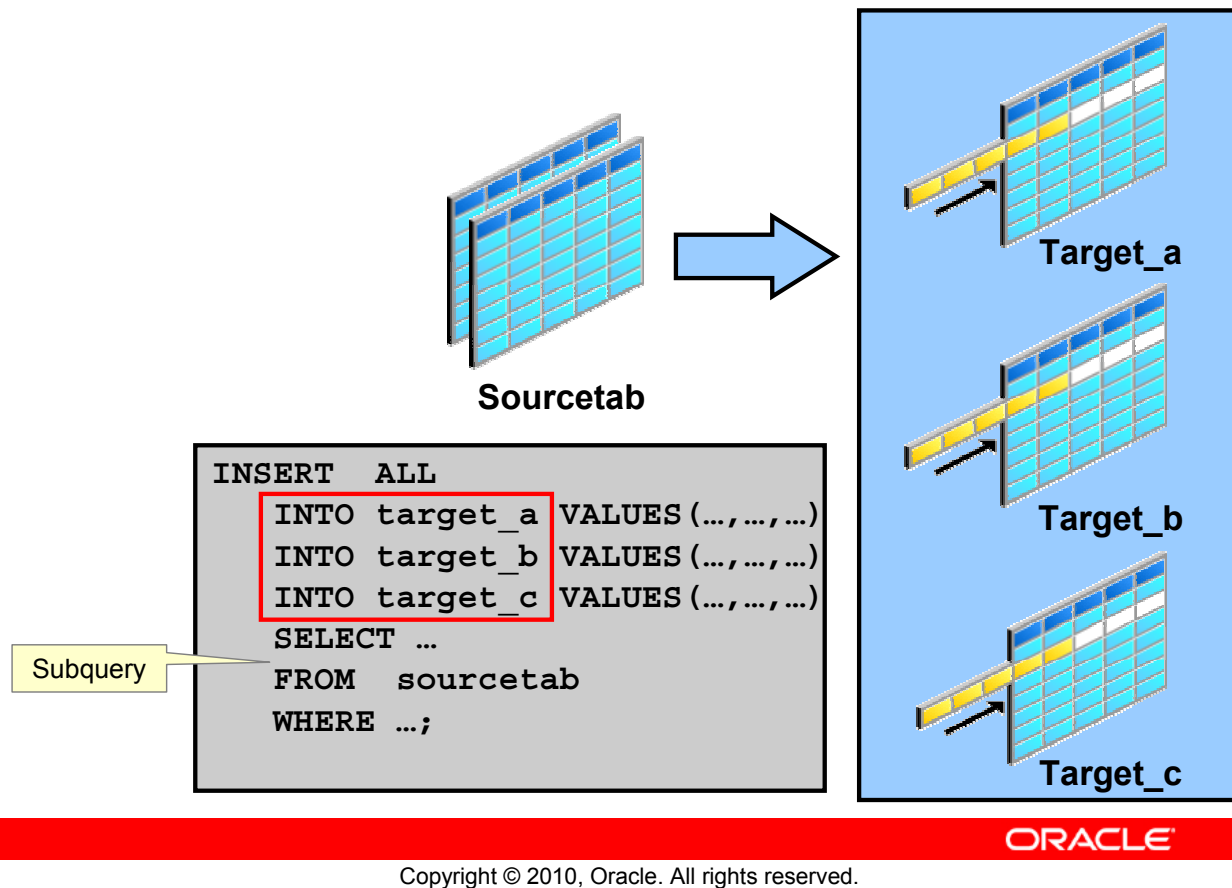 Sourcetab
INSERT  ALL
INTO target_a VALUES(…,…,…)
INTO target_b VALUES(…,…,…)
INTO target_c VALUES(…,…,…)
SELECT …
FROM  sourcetab
WHERE …;
Subquery
Target_a
Target_b
Target_c
ORACLE
Copyright © 2010, Oracle. All rights reserved.